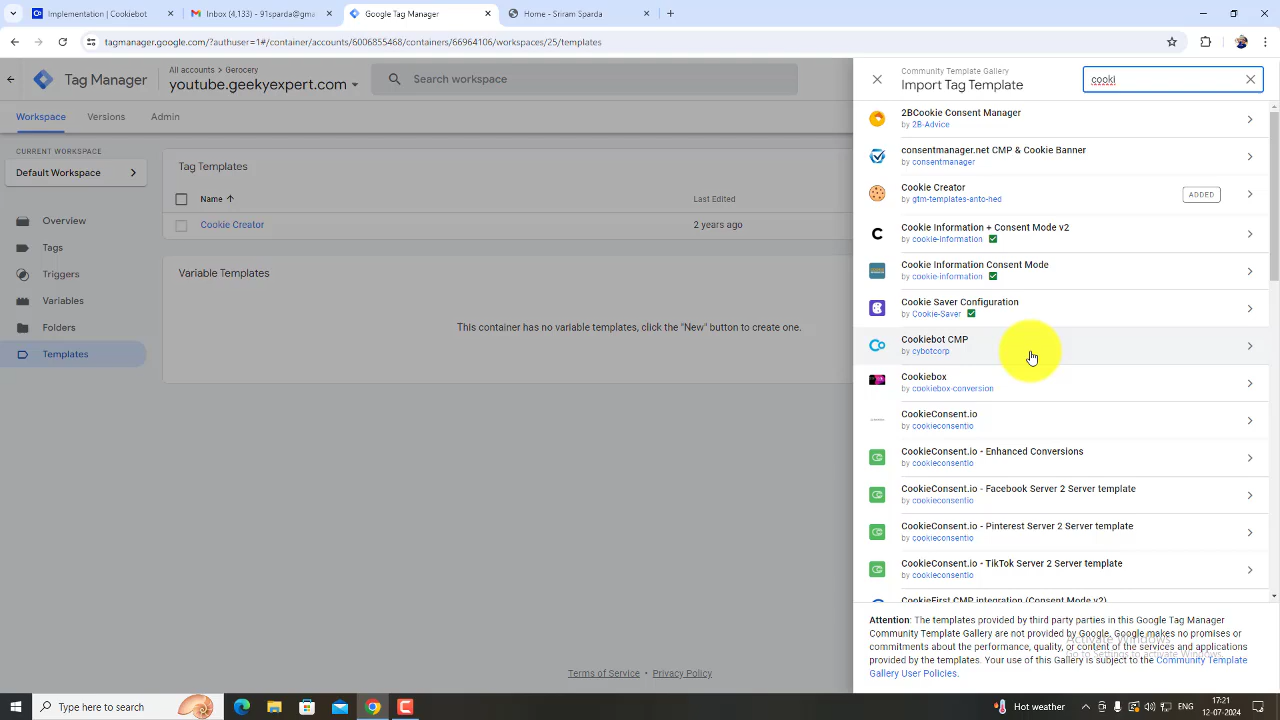 Implementation | Cookiebot
Inbox (4,133) - 91sparda@gma
Google Tag Manager
Home - Sriram Sparda
tagmanager.google.com/?authuser=1#/container/accounts/6006855468/containers/66964106/workspaces/25/templates
Tag Manager
All accounts > Gerocery
youtube.geekyexpert.com
Search workspace
Workspace
Versions
Admin
CURRENT WORKSPACE
Default Workspace
Overview
Tags
Triggers
Variables
Folders
Templates
Tag Templates
Name
Last Edited
Cookie Creator
2 years ago
Variable Templates
This container has no variable templates, click the "New" button to create one.
Terms of Service
Privacy Policy
Community Template Gallery
Import Tag Template
cooki
2BCookie Consent Manager
by 2B-Advice
consentmanager.net CMP & Cookie Banner
by consentmanager
Cookie Creator
by gtm-templates-anto-hed
ADDED
Cookie Information + Consent Mode v2
by cookie-information
Cookie Information Consent Mode
by cookie-information
Cookie Saver Configuration
by Cookie-Saver
Cookiebot CMP
by cybotcorp
Cookiebox
by cookiebox-conversion
CookieConsent.io
by cookieconsentio
CookieConsent.io - Enhanced Conversions
by cookieconsentio
CookieConsent.io - Facebook Server 2 Server template
by cookieconsentio
CookieConsent.io - Pinterest Server 2 Server template
by cookieconsentio
CookieConsent.io - TikTok Server 2 Server template
by cookieconsentio
CookieFirst CMP integration (Consent Mode v2)
Attention: The templates provided by third party parties in this Google Tag Manager
Community Template Gallery are not provided by Google. Google makes no promises or
commitments about the performance, quality, or content of the services and applications
provided by the templates. Your use of this Gallery is subject to the Community Template
Gallery User Policies.
Activate Windows
Go to Settings to activate Windows.
Type here to search
Hot weather
ENG
17:21
12-07-2024